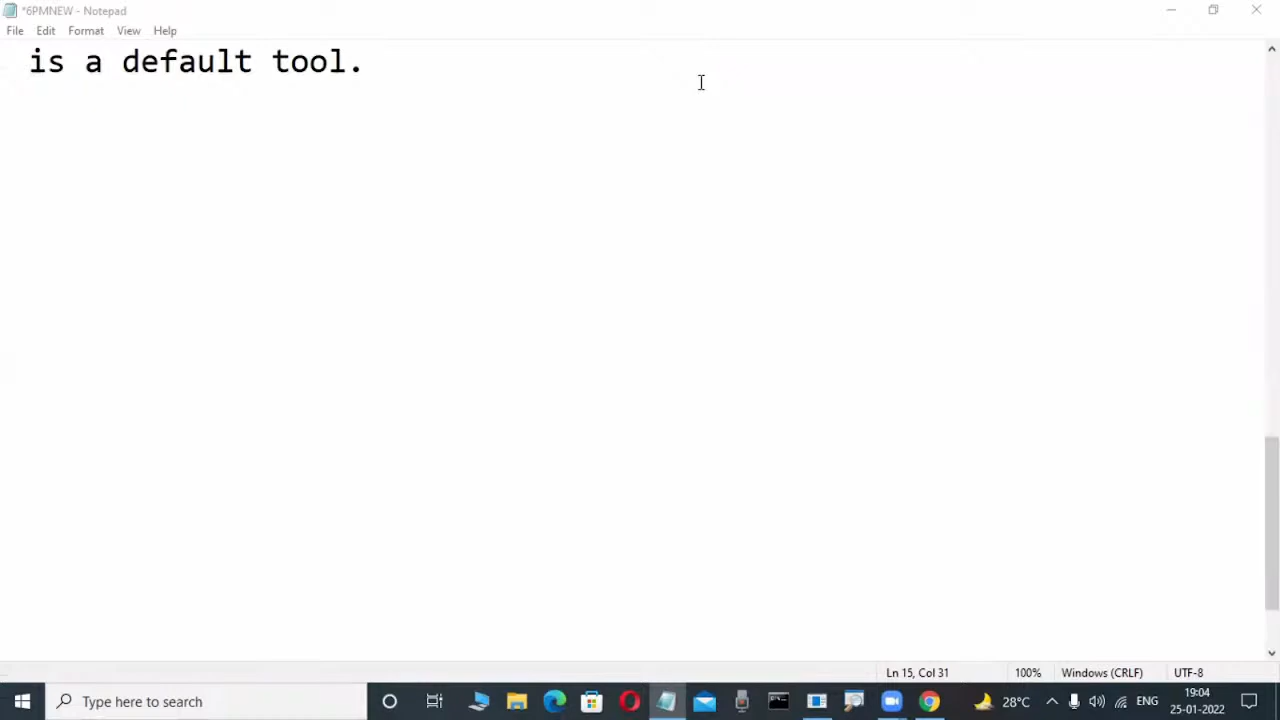 *6PMNEW - Notepad
File Edit Format View Help
is a default tool.
Ln 15, Col 31 100% Windows (CRLF) UTF-8
Type here to search 28°C ENG 19:04
25-01-2022